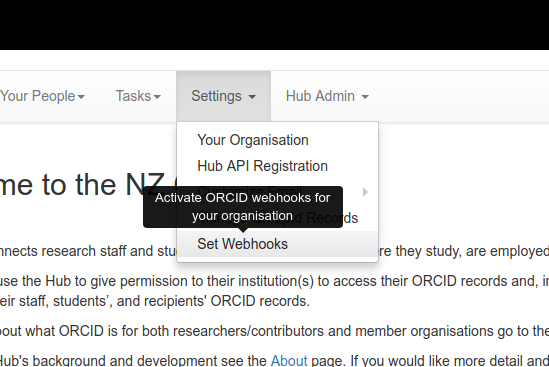 Your People
Tasks
Settings
Hub Admin
Your Organisation
Hub API Registration
me to the NZ
Activate ORCID webhooks for
your organisation
Records
Set Webhooks
nnects research staff and
ere they study, are employed
use the Hub to give permission to their institution(s) to access their ORCID records and, in
eir staff, students', and recipients' ORCID records.
bout what ORCID is for both researchers/contributors and member organisations go to the
Hub's background and development see the About page. If you would like more detail and